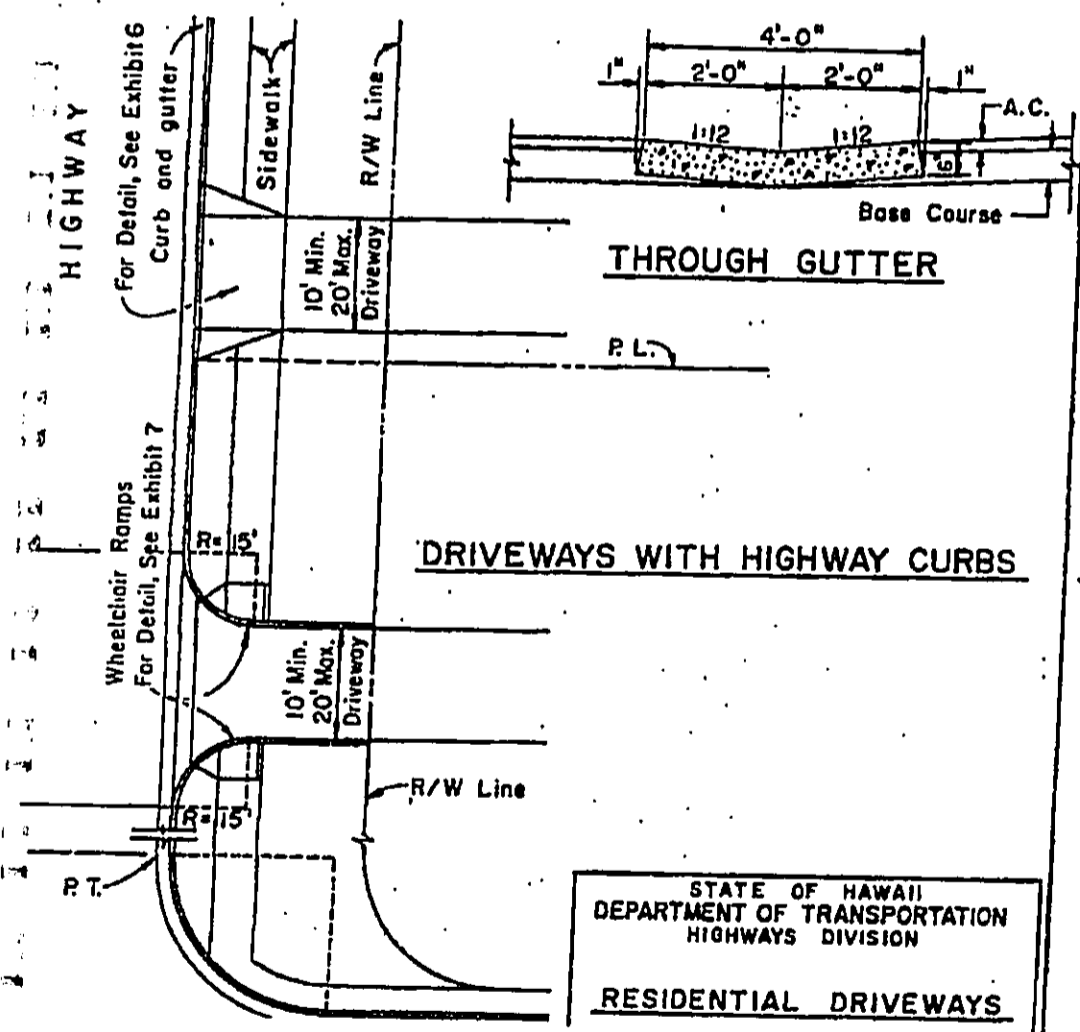 HIGHWAY
For Detail, See Exhibit 6
Curb and gutter
Sidewalk
R/W Line
4'-0"
1"
2'-0"
2'-0"
1"
A.C.
1:12
1:12
6"
Base Course
THROUGH GUTTER
10' Min.
20' Max.
Driveway
P.L.
Wheelchair Ramps
For Detail, See Exhibit 7
R=15'
DRIVEWAYS WITH HIGHWAY CURBS
10' Min.
20' Max.
Driveway
R/W Line
R=15'
P.T.
STATE OF HAWAII
DEPARTMENT OF TRANSPORTATION
HIGHWAYS DIVISION
RESIDENTIAL DRIVEWAYS